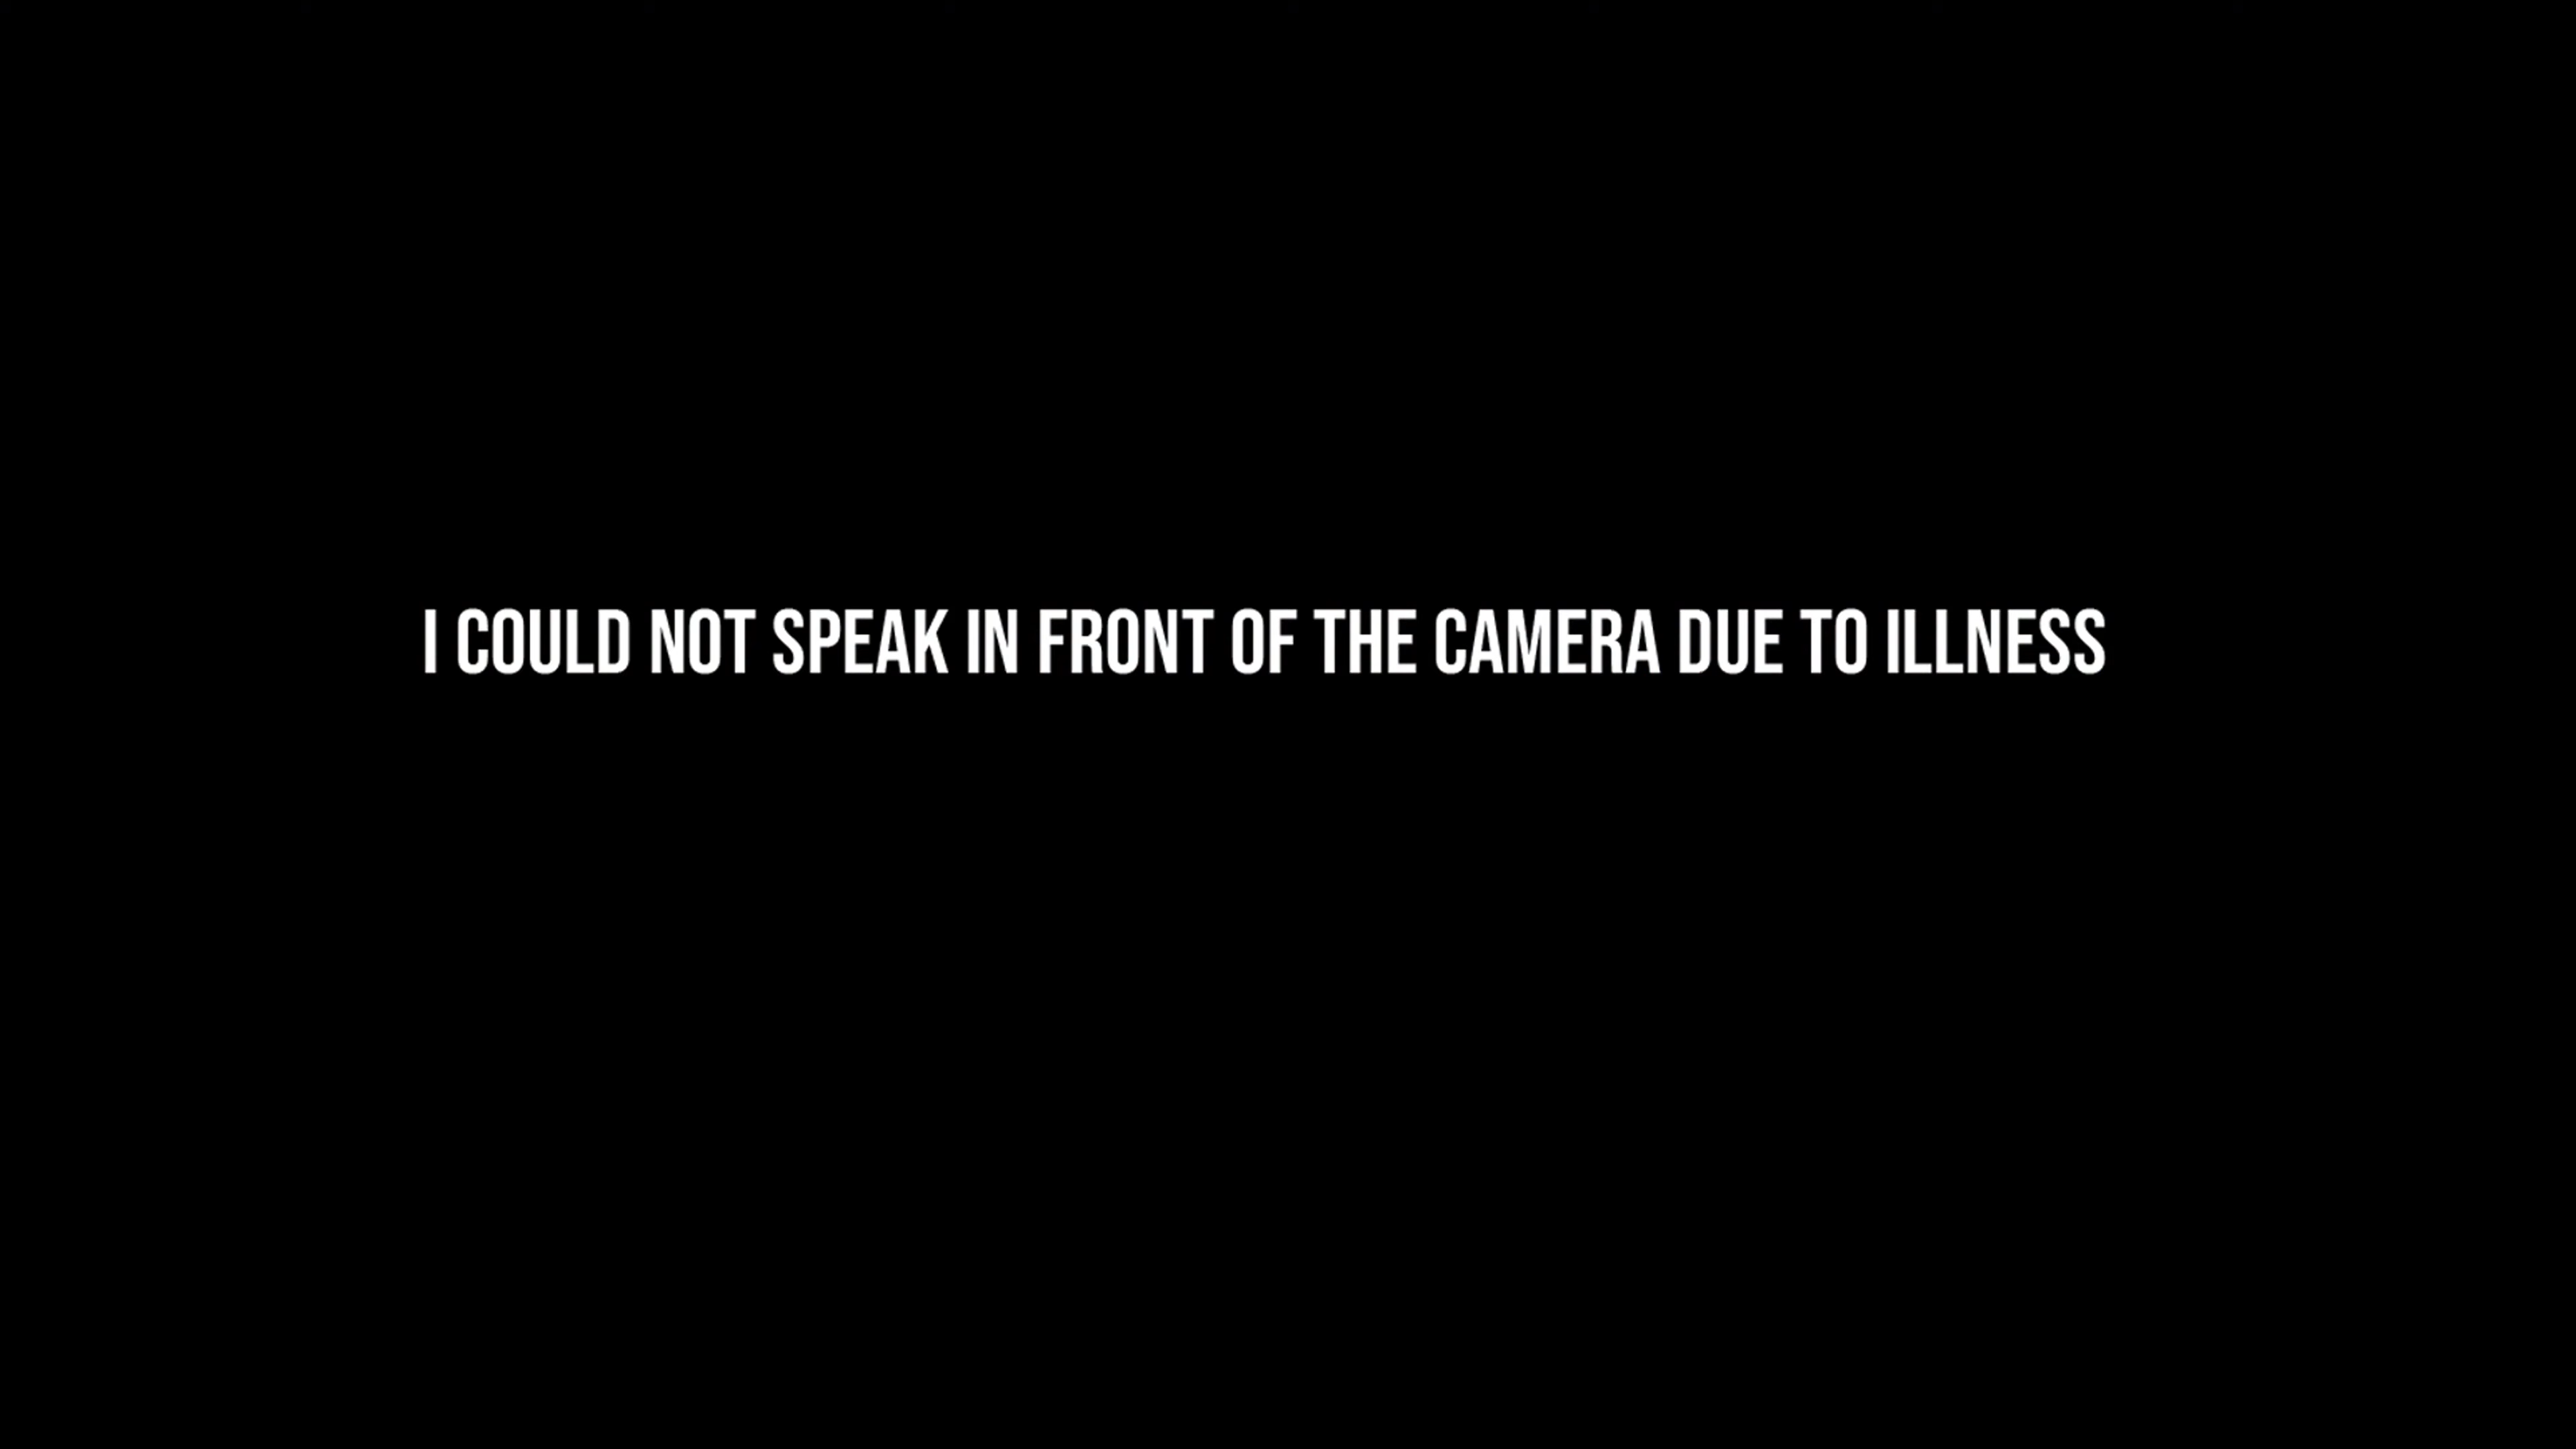 I COULD NOT SPEAK IN FRONT OF THE CAMERA DUE TO ILLNESS